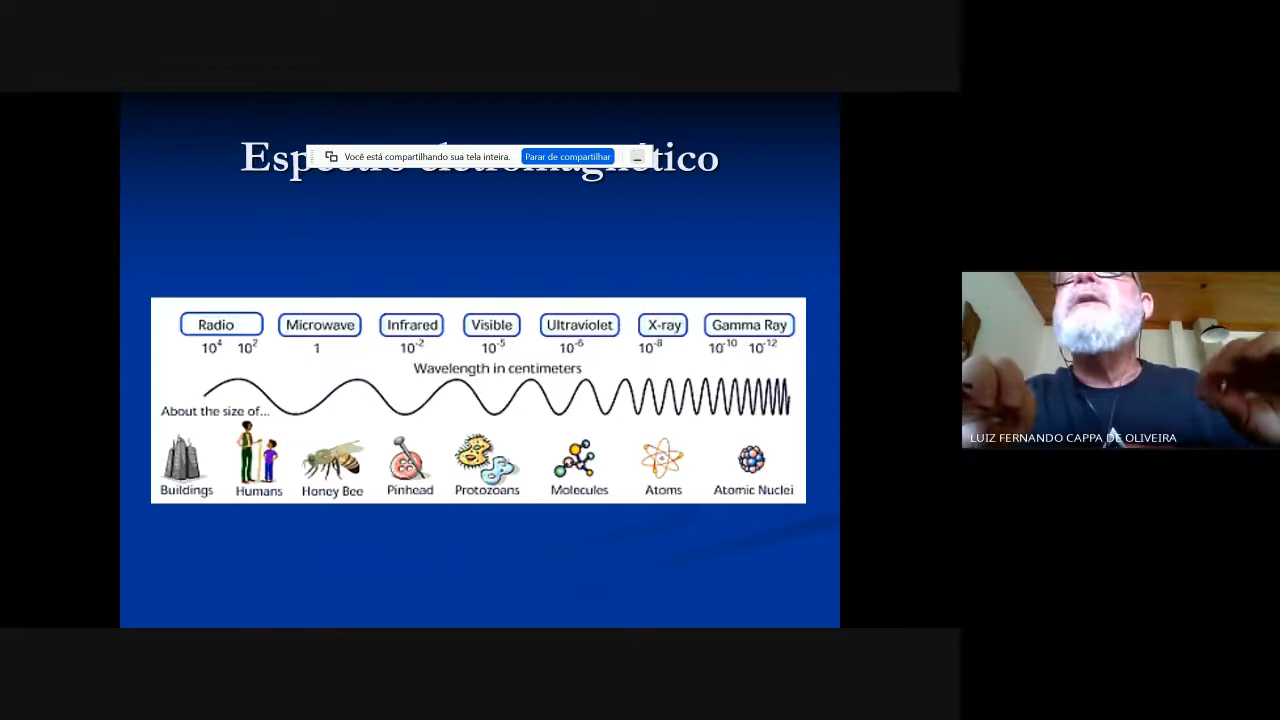 Você está compartilhando sua tela inteira. Parar de compartilhar
Espectro eletromagnético
Radio Microwave Infrared Visible Ultraviolet X-ray Gamma Ray
10⁴ 10² 1 10⁻² 10⁻⁵ 10⁻⁶ 10⁻⁸ 10⁻¹⁰ 10⁻¹²
Wavelength in centimeters
About the size of...
Buildings Humans Honey Bee Pinhead Protozoans Molecules Atoms Atomic Nuclei
LUIZ FERNANDO CAPPA DE OLIVEIRA